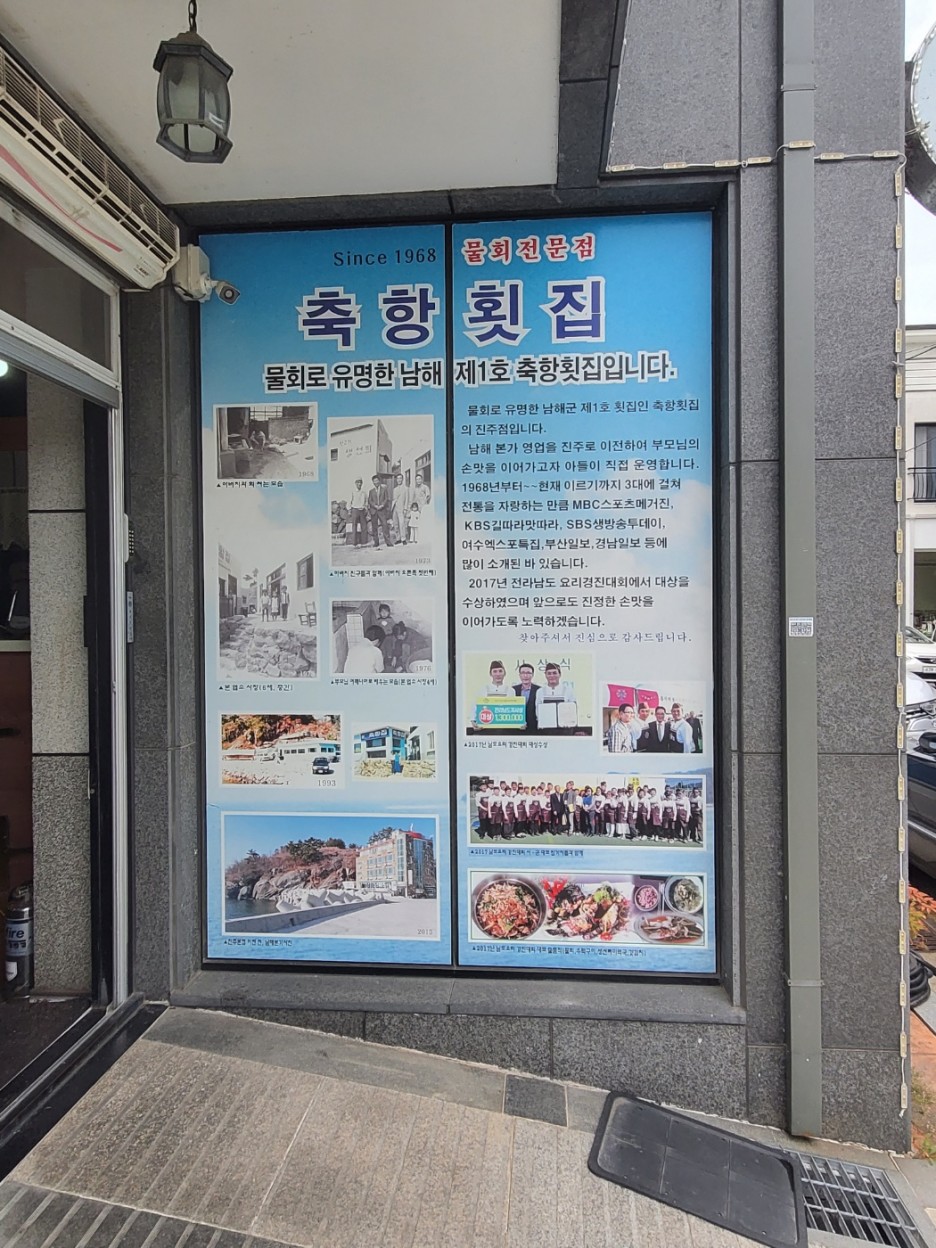 Since 1968
물회전문점
축항횟집
물회로 유명한 남해 제1호 축항횟집입니다.
물회로 유명한 남해군 제1호 횟집인 축항횟집
의 진주점입니다.
남해 본가 영업을 진주로 이전하여 부모님의
손맛을 이어가고자 아들이 직접 운영합니다.
1968년부터~~현재 이르기까지 3대에 걸쳐
전통을 자랑하는 만큼 MBC스포츠메거진,
KBS길따라맛따라, SBS생방송투데이,
여수엑스포특집,부산일보,경남일보 등에
많이 소개된 바 있습니다.
2017년 전라남도 요리경진대회에서 대상을
수상하였으며 앞으로도 진정한 손맛을
이어가도록 노력하겠습니다.
찾아주셔서 진심으로 감사드립니다.
1976
1993
2012
대상
1,300,000
fire